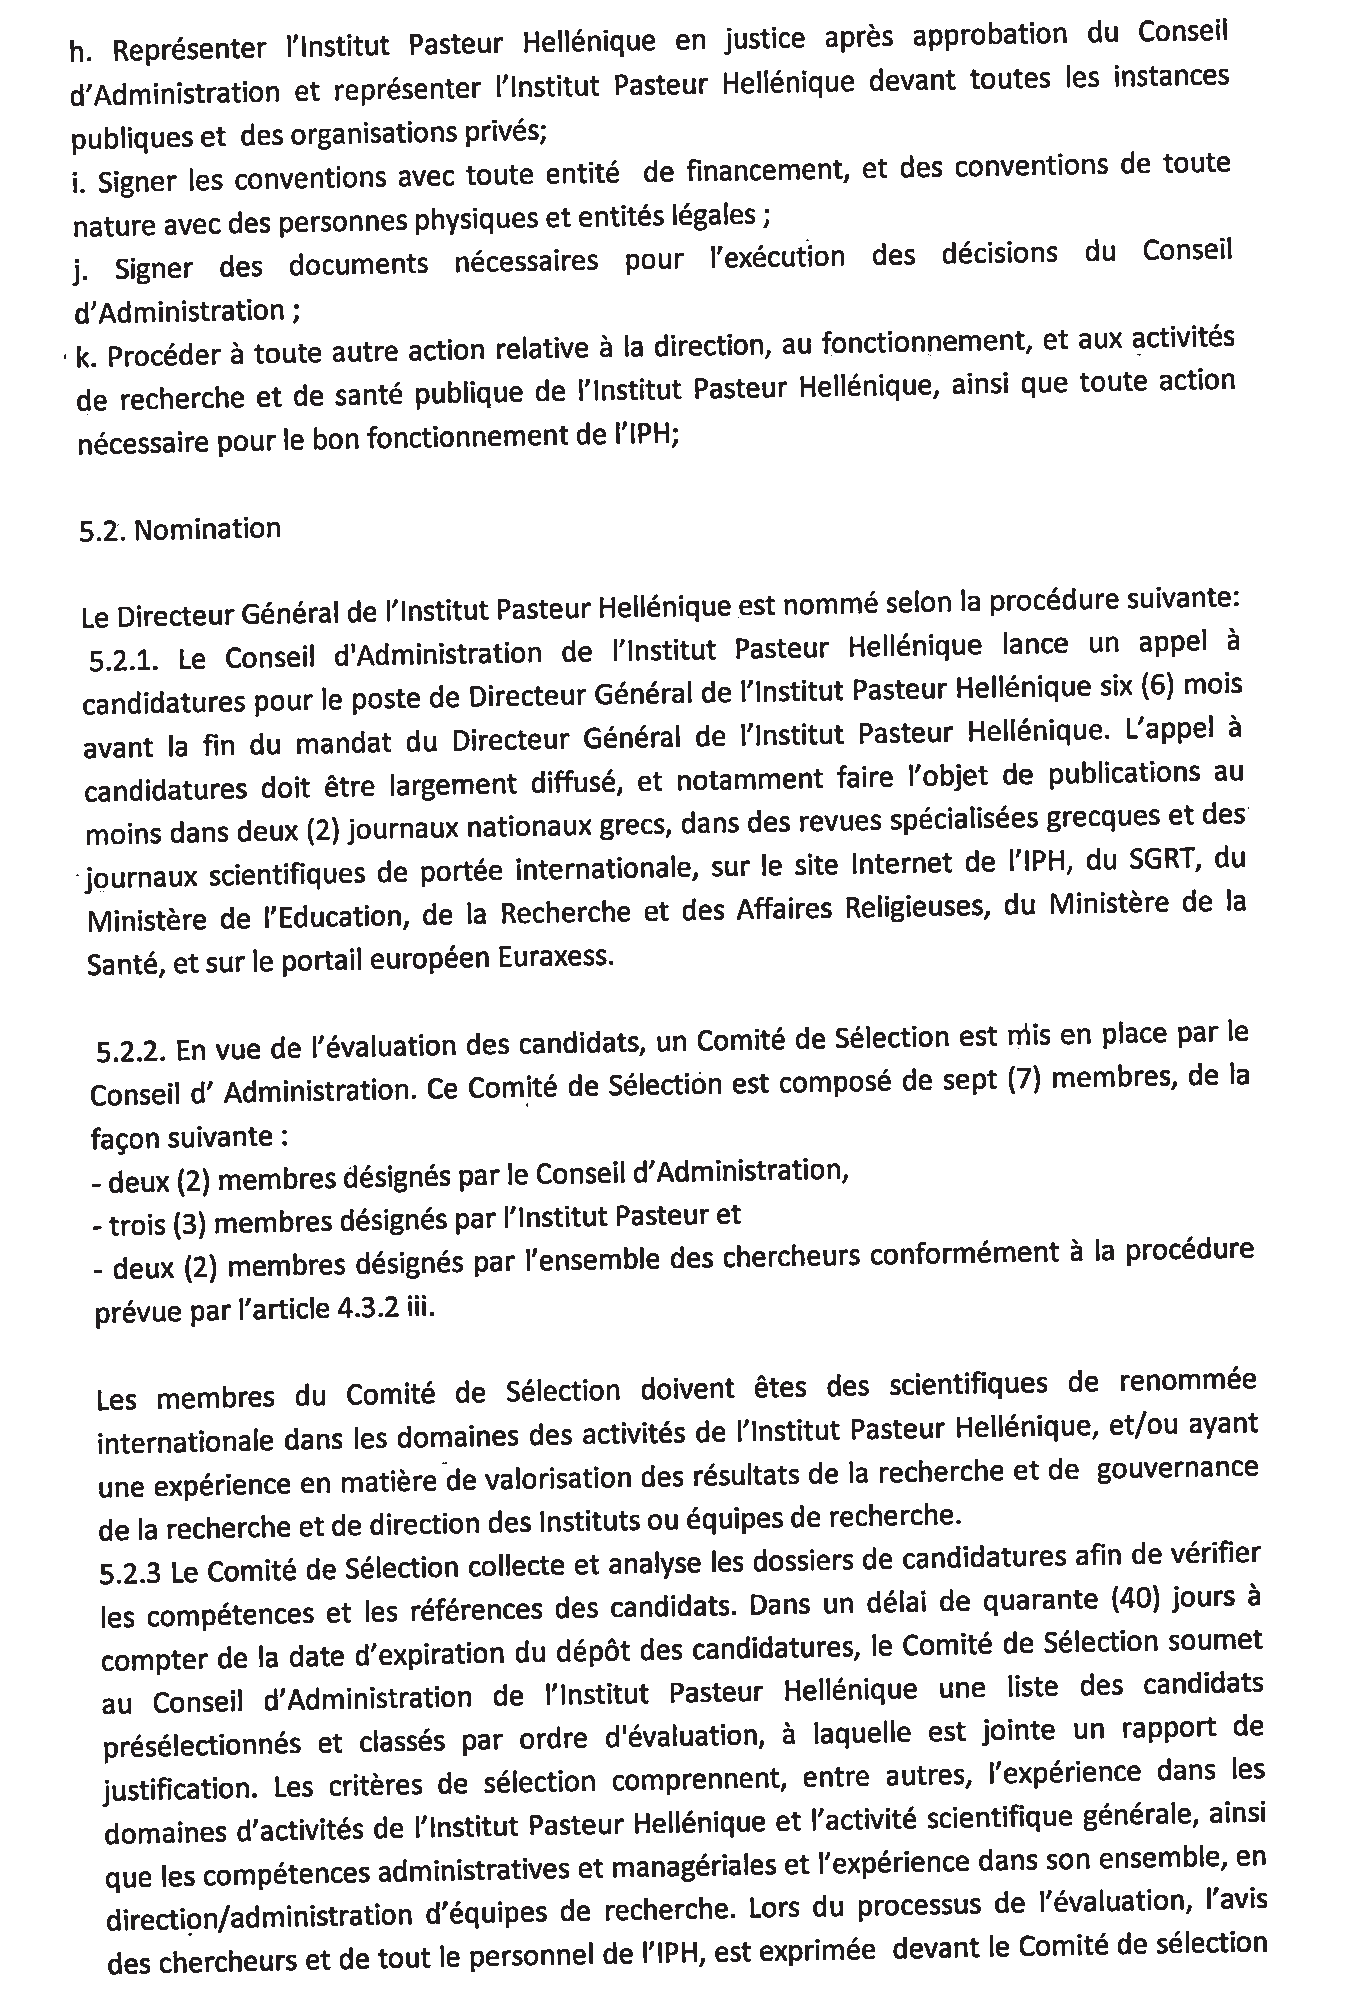 h. Représenter l'Institut Pasteur Hellénique en justice après approbation du Conseil
d'Administration et représenter l'Institut Pasteur Hellénique devant toutes les instances
publiques et des organisations privés;
i. Signer les conventions avec toute entité de financement, et des conventions de toute
nature avec des personnes physiques et entités légales ;
j. Signer des documents nécessaires pour l'exécution des décisions du Conseil
d'Administration ;
k. Procéder à toute autre action relative à la direction, au fonctionnement, et aux activités
de recherche et de santé publique de l'Institut Pasteur Hellénique, ainsi que toute action
nécessaire pour le bon fonctionnement de l'IPH;
5.2. Nomination
Le Directeur Général de l'Institut Pasteur Hellénique est nommé selon la procédure suivante:
5.2.1. Le Conseil d'Administration de l'Institut Pasteur Hellénique lance un appel à
candidatures pour le poste de Directeur Général de l'Institut Pasteur Hellénique six (6) mois
avant la fin du mandat du Directeur Général de l'Institut Pasteur Hellénique. L'appel à
candidatures doit être largement diffusé, et notamment faire l'objet de publications au
moins dans deux (2) journaux nationaux grecs, dans des revues spécialisées grecques et des
journaux scientifiques de portée internationale, sur le site Internet de l'IPH, du SGRT, du
Ministère de l'Education, de la Recherche et des Affaires Religieuses, du Ministère de la
Santé, et sur le portail européen Euraxess.
5.2.2. En vue de l'évaluation des candidats, un Comité de Sélection est mis en place par le
Conseil d' Administration. Ce Comité de Sélection est composé de sept (7) membres, de la
façon suivante :
- deux (2) membres désignés par le Conseil d'Administration,
- trois (3) membres désignés par l'Institut Pasteur et
- deux (2) membres désignés par l'ensemble des chercheurs conformément à la procédure
prévue par l'article 4.3.2 iii.
Les membres du Comité de Sélection doivent êtes des scientifiques de renommée
internationale dans les domaines des activités de l'Institut Pasteur Hellénique, et/ou ayant
une expérience en matière de valorisation des résultats de la recherche et de gouvernance
de la recherche et de direction des Instituts ou équipes de recherche.
5.2.3 Le Comité de Sélection collecte et analyse les dossiers de candidatures afin de vérifier
les compétences et les références des candidats. Dans un délai de quarante (40) jours à
compter de la date d'expiration du dépôt des candidatures, le Comité de Sélection soumet
au Conseil d'Administration de l'Institut Pasteur Hellénique une liste des candidats
présélectionnés et classés par ordre d'évaluation, à laquelle est jointe un rapport de
justification. Les critères de sélection comprennent, entre autres, l'expérience dans les
domaines d'activités de l'Institut Pasteur Hellénique et l'activité scientifique générale, ainsi
que les compétences administratives et managériales et l'expérience dans son ensemble, en
direction/administration d'équipes de recherche. Lors du processus de l'évaluation, l'avis
des chercheurs et de tout le personnel de l'IPH, est exprimée devant le Comité de sélection